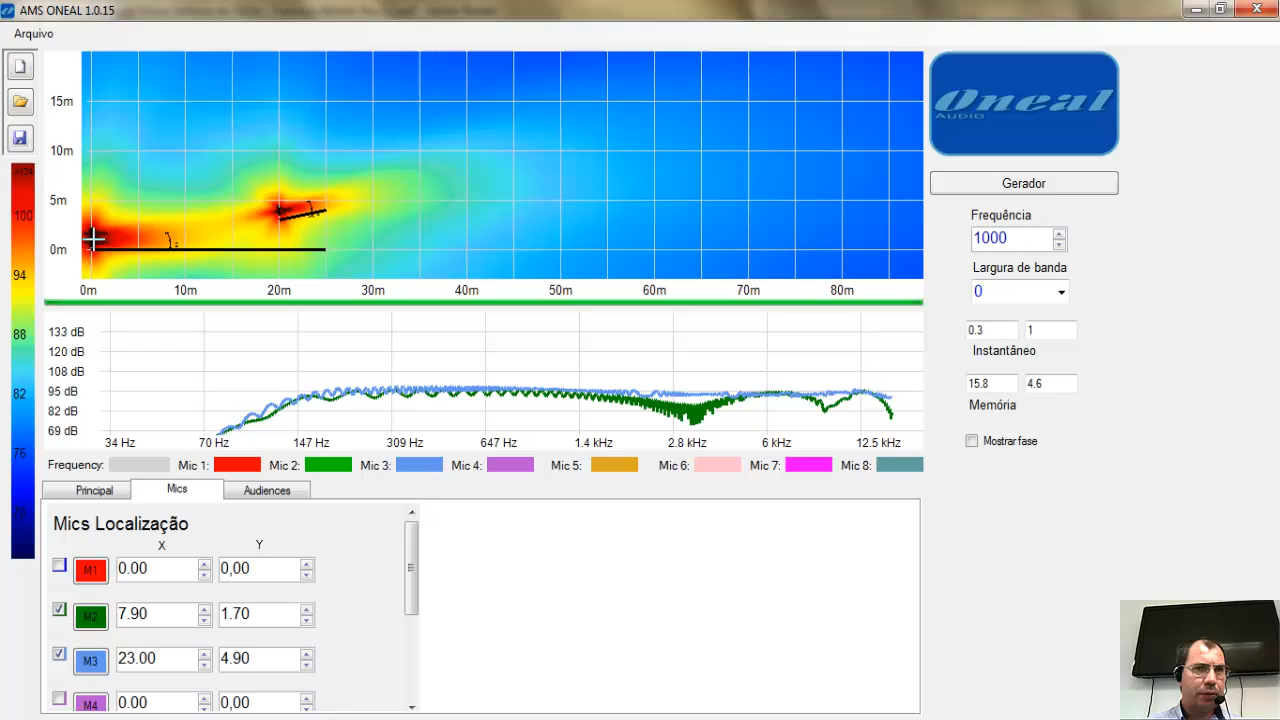 AMS ONEAL 1.0.15
Arquivo
15m
10m
5m
0m
0m 10m 20m 30m 40m 50m 60m 70m 80m
100
94
88
82
76
Oneal
AUDIO
Gerador
Frequência
1000
Largura de banda
0
0.3 1
Instantâneo
15.8 4.6
Memória
Mostrar fase
133 dB
120 dB
108 dB
95 dB
82 dB
69 dB
34 Hz 70 Hz 147 Hz 309 Hz 647 Hz 1.4 kHz 2.8 kHz 6 kHz 12.5 kHz
Frequency: Mic 1: Mic 2: Mic 3: Mic 4: Mic 5: Mic 6: Mic 7: Mic 8:
Principal Mics Audiences
Mics Localização
X Y
M1 0.00 0,00
M2 7.90 1.70
M3 23.00 4.90
M4 0.00 0,00